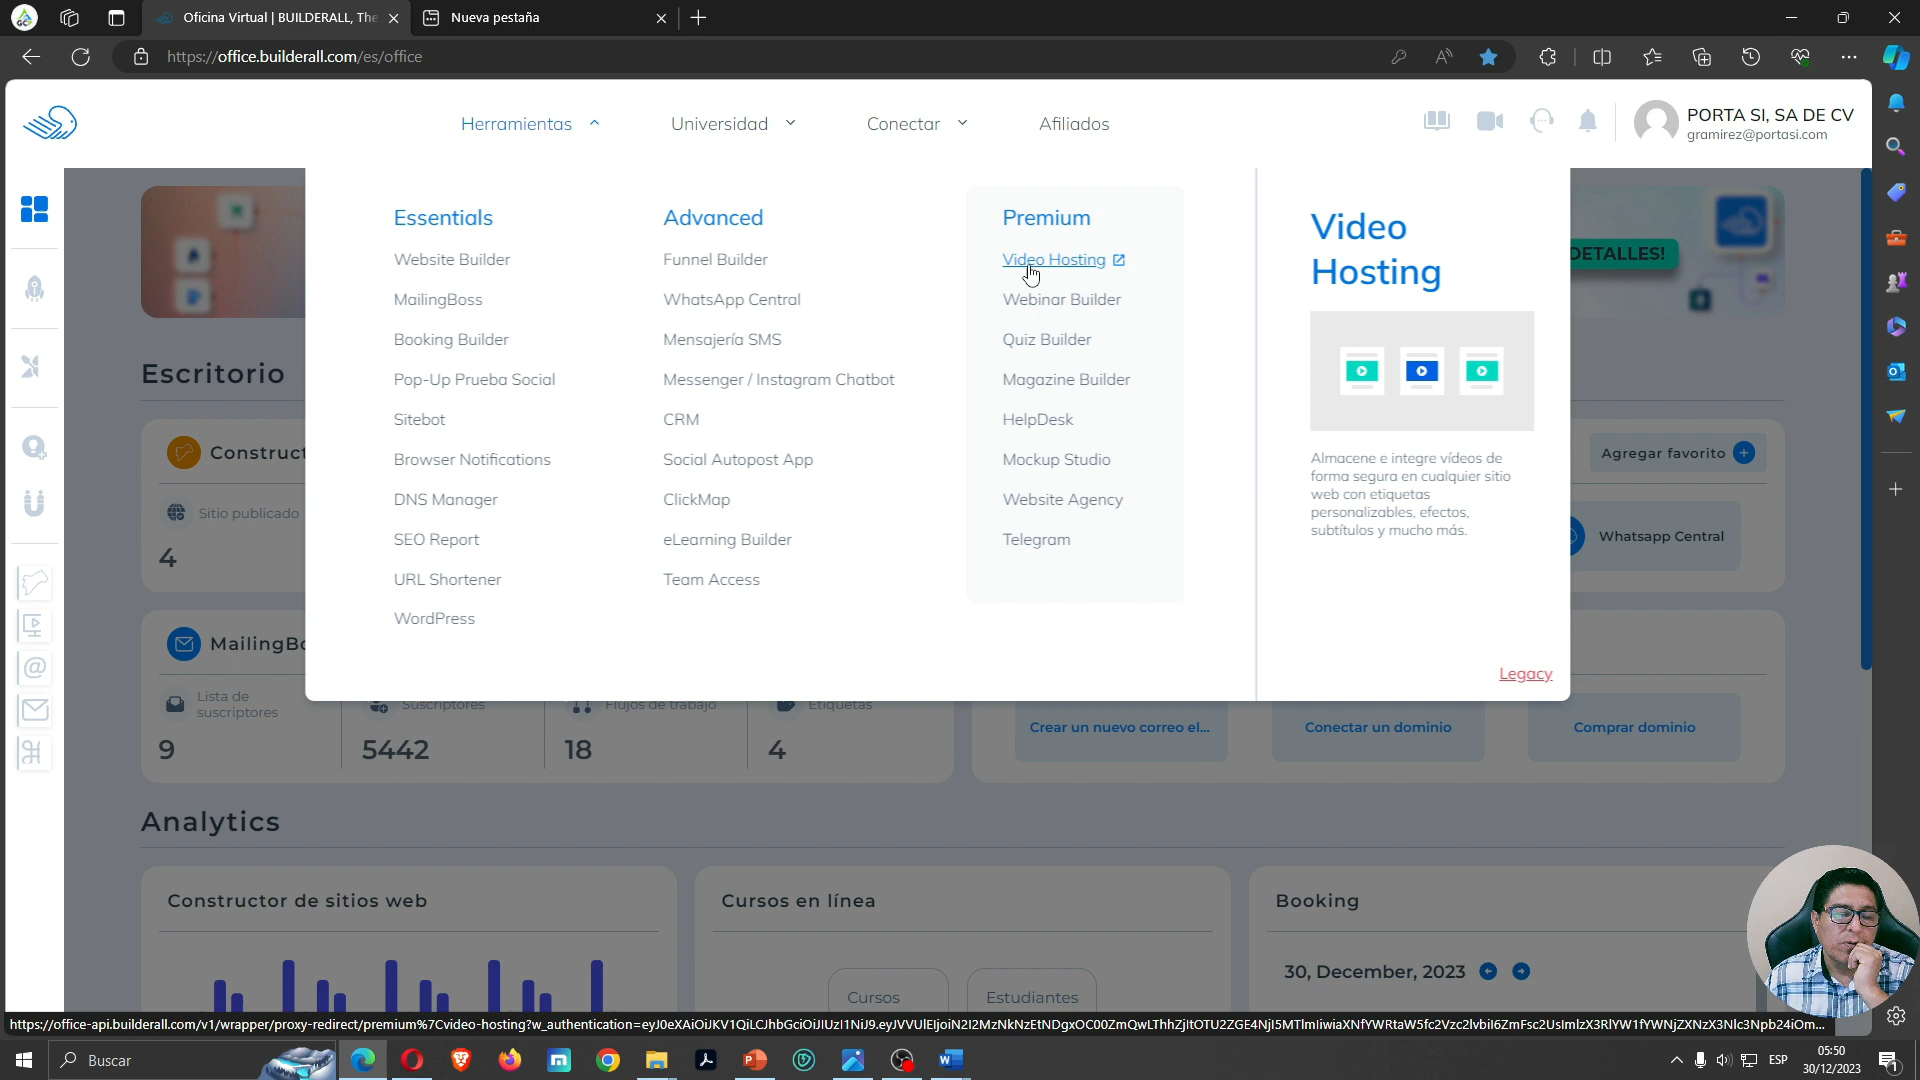 Oficina Virtual | BUILDERALL, The
Nueva pestaña
https://office.builderall.com/es/office
Herramientas
Universidad
Conectar
Afiliados
PORTA SI, SA DE CV
gramirez@portasi.com
Essentials
Website Builder
MailingBoss
Booking Builder
Pop-Up Prueba Social
Sitebot
Browser Notifications
DNS Manager
SEO Report
URL Shortener
WordPress
Advanced
Funnel Builder
WhatsApp Central
Mensajería SMS
Messenger / Instagram Chatbot
CRM
Social Autopost App
ClickMap
eLearning Builder
Team Access
Premium
Video Hosting
Webinar Builder
Quiz Builder
Magazine Builder
HelpDesk
Mockup Studio
Website Agency
Telegram
Video
Hosting
Almacene e integre vídeos de
forma segura en cualquier sitio
web con etiquetas
personalizables, efectos,
subtítulos y mucho más.
Legacy
DETALLES!
Escritorio
Construct
Sitio publicado
4
Agregar favorito
Whatsapp Central
MailingBo
Lista de
suscriptores
9
Suscriptores
5442
Flujos de trabajo
18
Etiquetas
4
Crear un nuevo correo el...
Conectar un dominio
Comprar dominio
Analytics
Constructor de sitios web
Cursos en línea
Cursos
Estudiantes
Booking
30, December, 2023
Buscar
ESP
05:50
30/12/2023
1